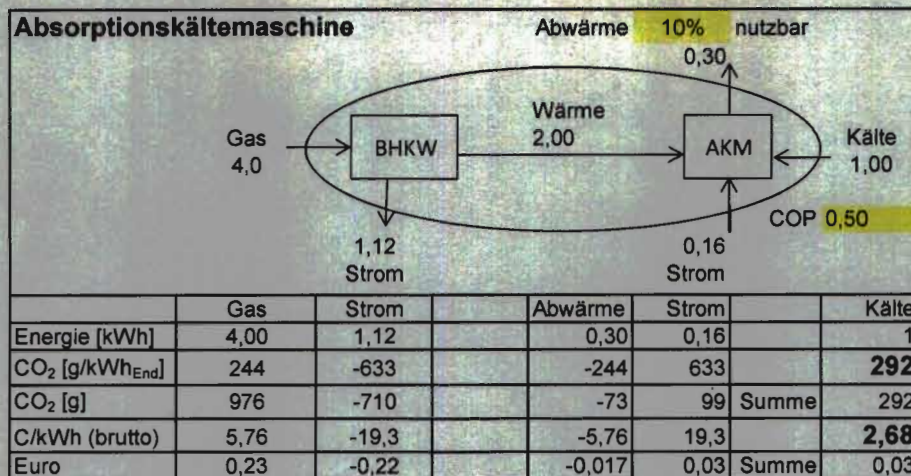 Absorptionskältemaschine Abwärme 10% nutzbar
0,30
Gas
4,0
BHKW
Wärme
2,00
AKM
Kälte
1,00
COP 0,50
1,12
Strom
0,16
Strom
Gas Strom Abwärme Strom Kälte
Energie [kWh] 4,00 1,12 0,30 0,16 1
CO₂ [g/kWhEnd] 244 -633 -244 633 292
CO₂ [g] 976 -710 -73 99 Summe 292
C/kWh (brutto) 5,76 -19,3 -5,76 19,3 2,68
Euro 0,23 -0,22 -0,017 0,03 Summe 0,03